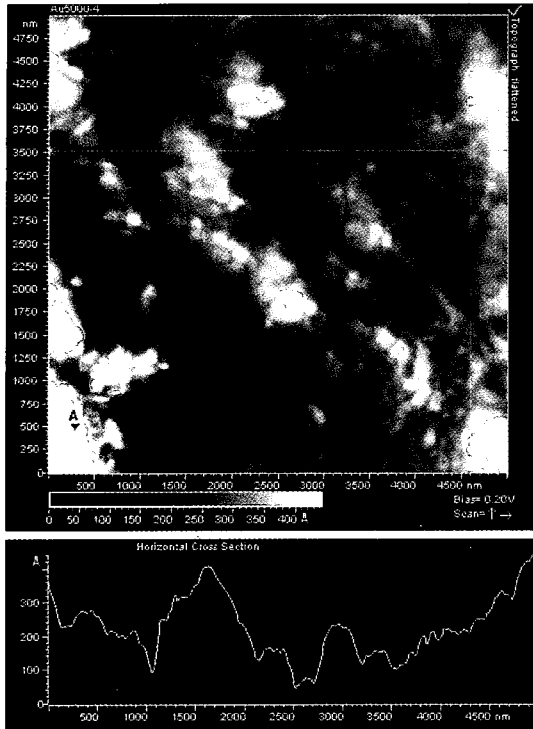 Au5000-4
Topograph flattened
nm
4750
4500
4250
4000
3750
3500
3250
3000
2750
2500
2250
2000
1750
1500
1250
1000
750
500
250
0
A
500 1000 1500 2000 2500 3000 3500 4000 4500 nm
Bias= 0.20V
Scan= ↑ →
0 50 100 150 200 250 300 350 400 A
Horizontal Cross Section
A
300
200
100
0
500 1000 1500 2000 2500 3000 3500 4000 4500 nm